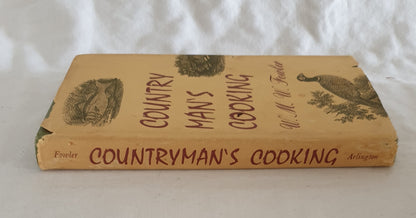 COUNTRY
MAN'S
COOKING
W. M. W. Fowler
Fowler COUNTRYMAN'S COOKING Arlington